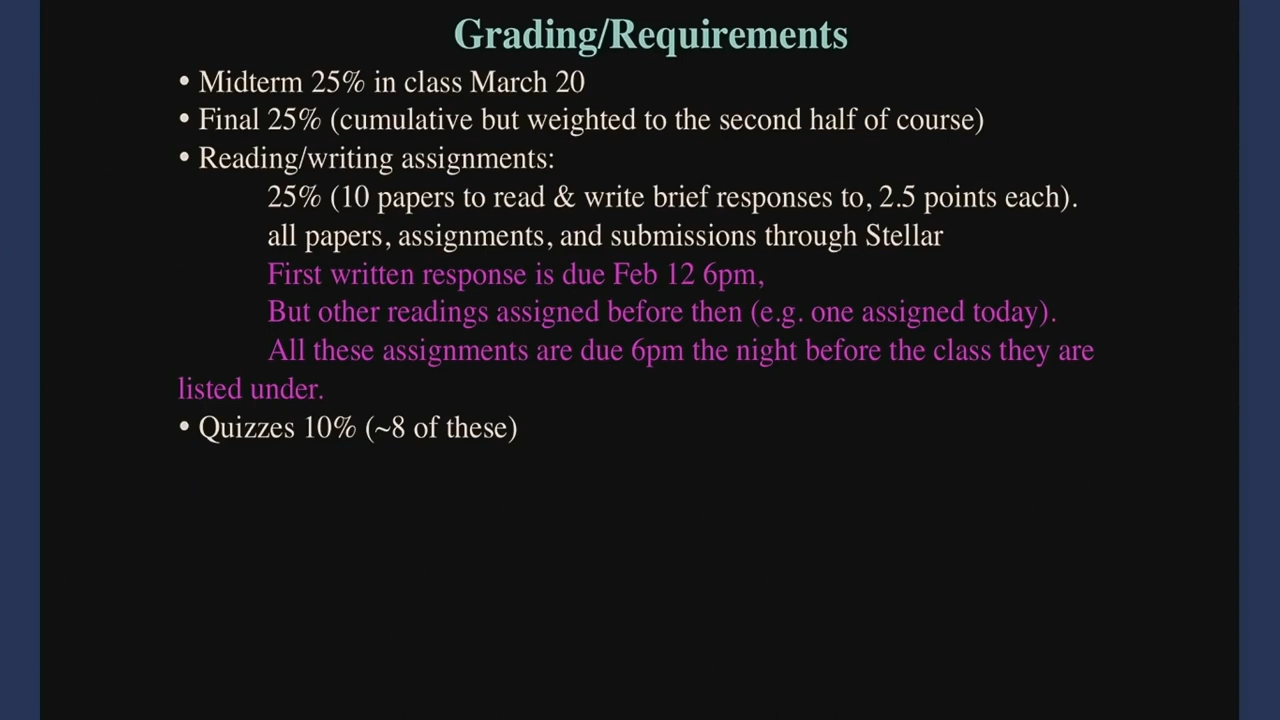 Grading/Requirements
• Midterm 25% in class March 20
• Final 25% (cumulative but weighted to the second half of course)
• Reading/writing assignments:
25% (10 papers to read & write brief responses to, 2.5 points each).
all papers, assignments, and submissions through Stellar
First written response is due Feb 12 6pm,
But other readings assigned before then (e.g. one assigned today).
All these assignments are due 6pm the night before the class they are
listed under.
• Quizzes 10% (~8 of these)